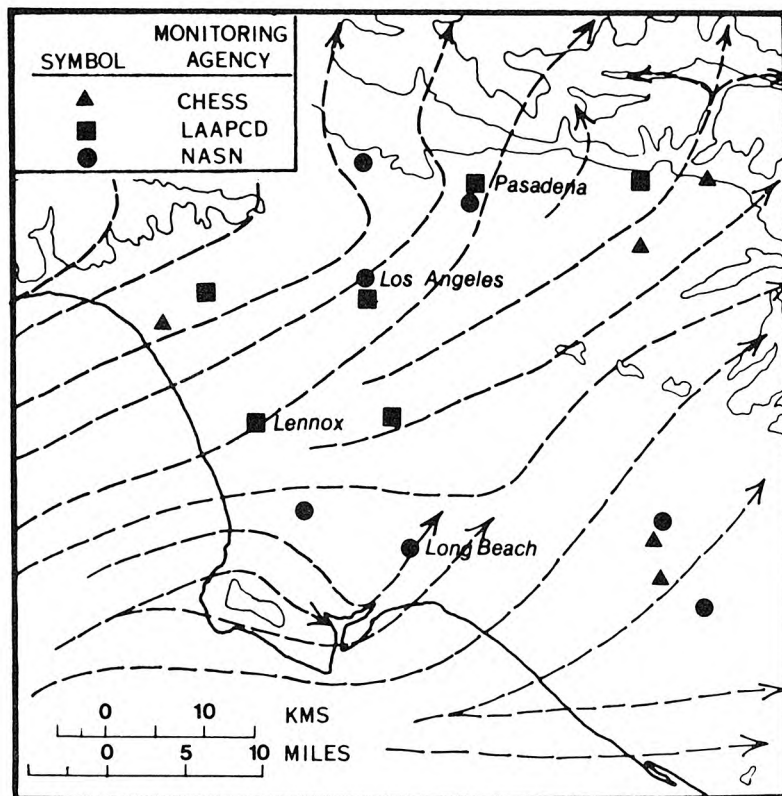 SYMBOL MONITORING AGENCY
CHESS
LAAPCD
NASN
Pasadena
Los Angeles
Lennox
Long Beach
0 10 KMS
0 5 10 MILES